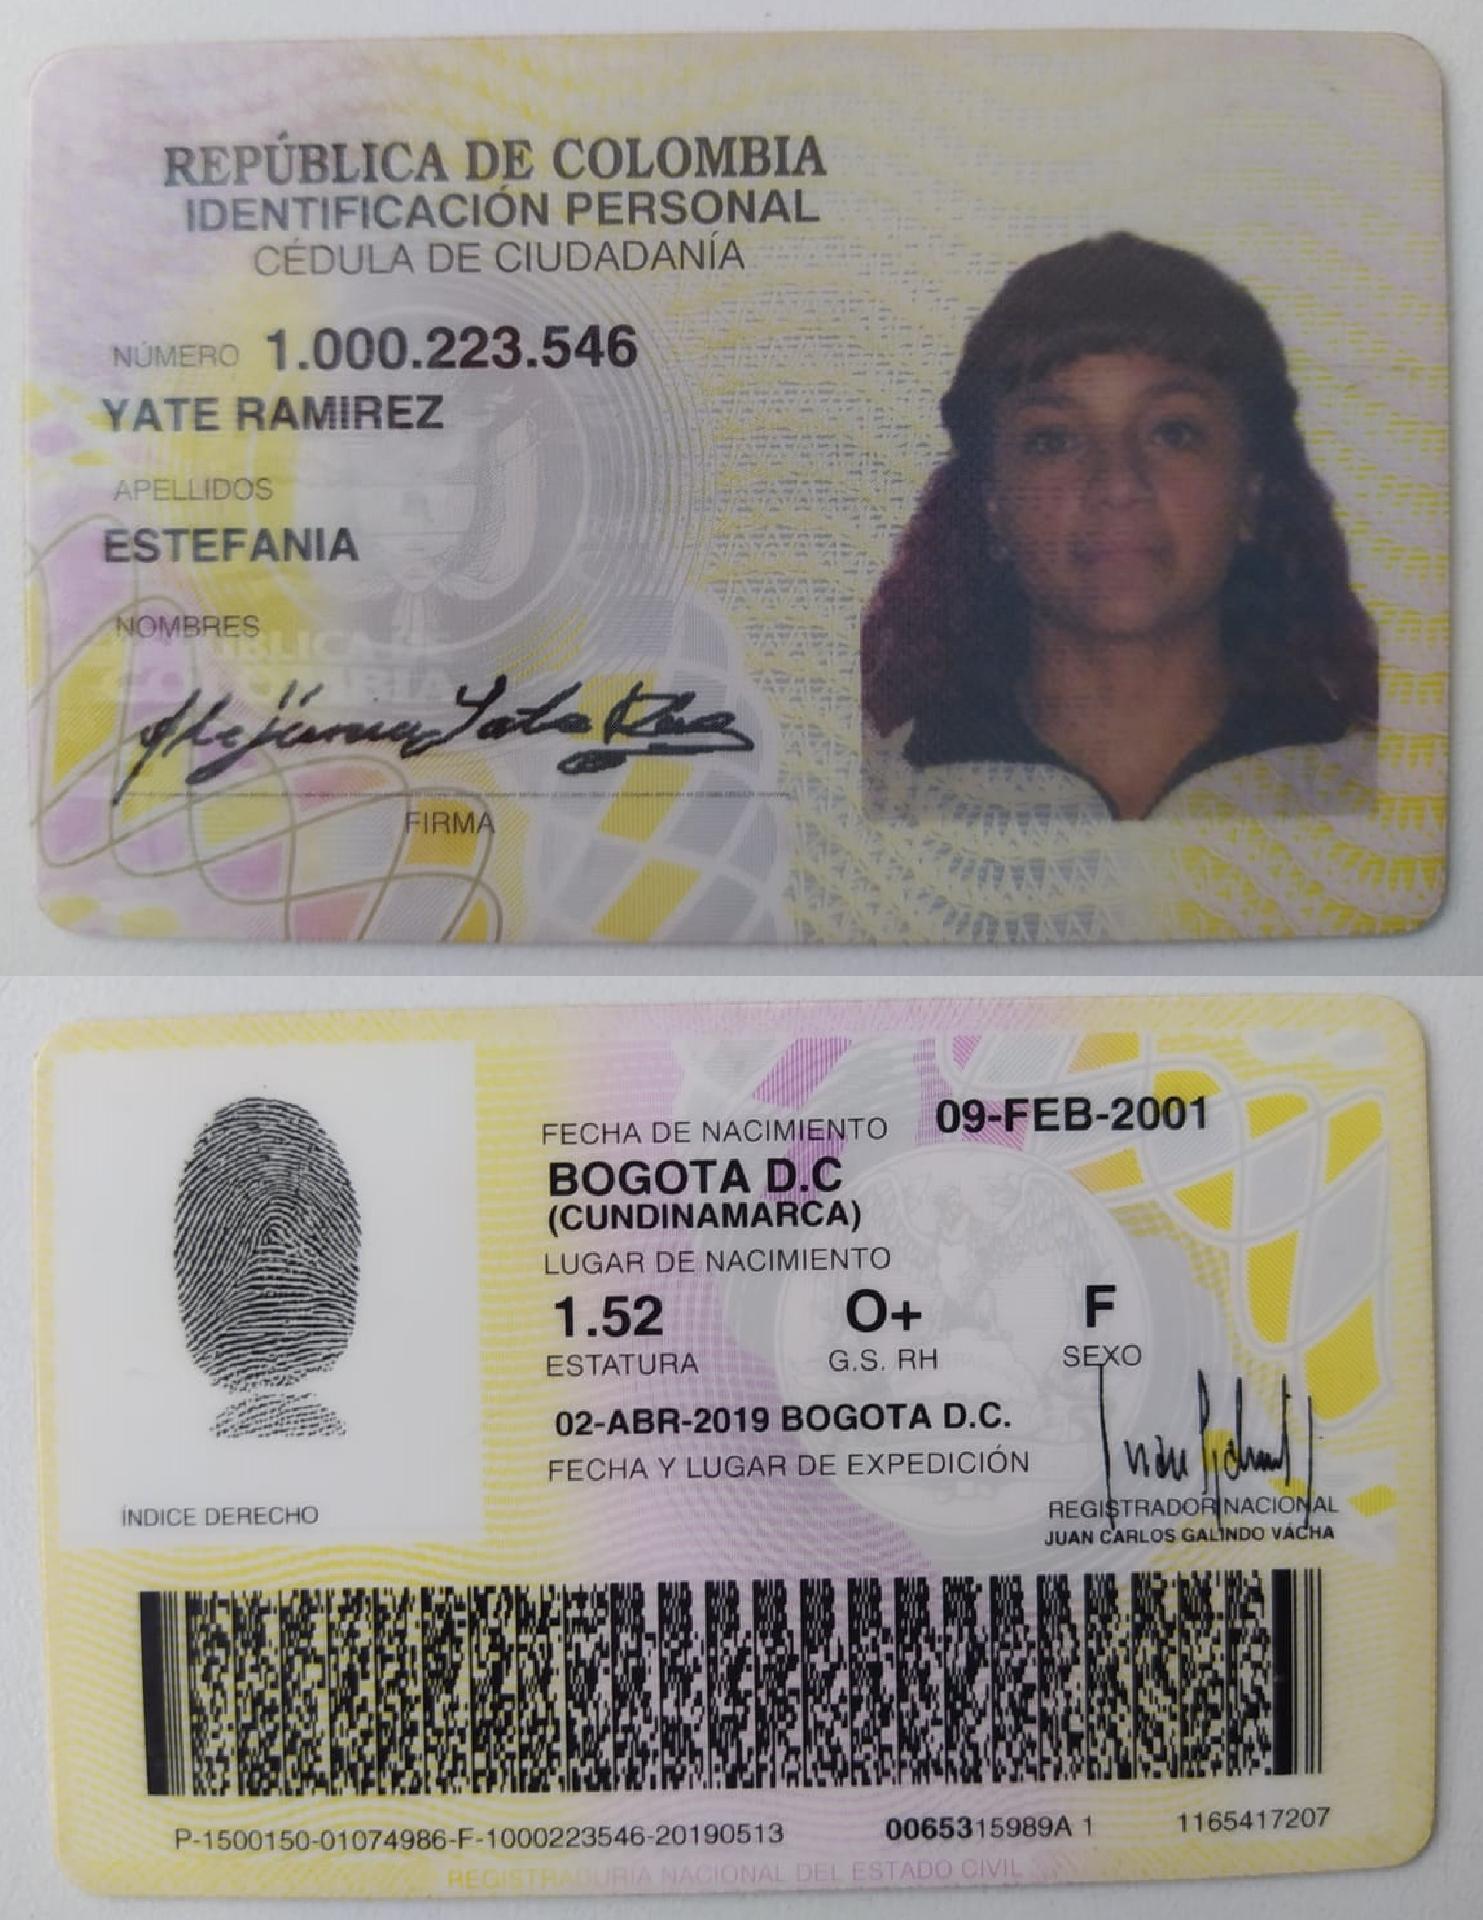 REPÚBLICA DE COLOMBIA
IDENTIFICACIÓN PERSONAL
CÉDULA DE CIUDADANÍA
NÚMERO 1.000.223.546
YATE RAMIREZ
APELLIDOS
ESTEFANIA
NOMBRES
FIRMA
FECHA DE NACIMIENTO 09-FEB-2001
BOGOTA D.C
(CUNDINAMARCA)
LUGAR DE NACIMIENTO
1.52 O+ F
ESTATURA G.S. RH SEXO
02-ABR-2019 BOGOTA D.C.
FECHA Y LUGAR DE EXPEDICIÓN
ÍNDICE DERECHO
REGISTRADOR NACIONAL
JUAN CARLOS GALINDO VÁCHA
P-1500150-01074986-F-1000223546-20190513 0065315989A 1 1165417207
REGISTRADURIA NACIONAL DEL ESTADO CIVIL